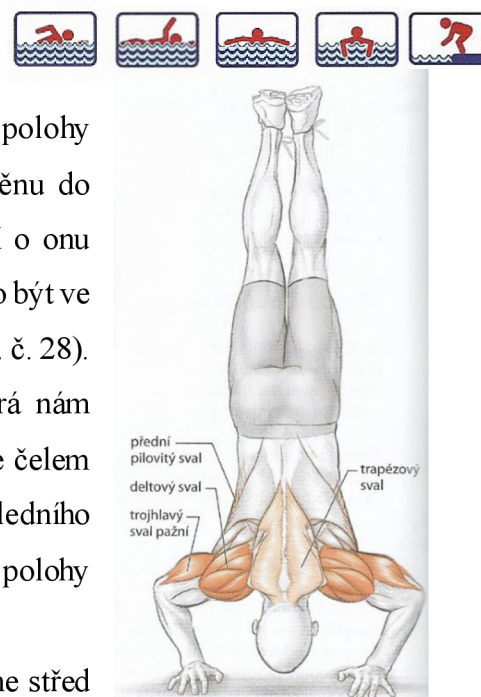 polohy
ěnu do
o onu
být ve
č. 28).
rá nám
čelem
ledního
polohy
ne střed
přední
pilovitý sval
deltový sval
trojhlavý
sval pažní
trapézový
sval